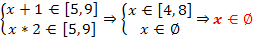 {x + 1 ∈ [5,9] ⇒ {x ∈ [4,8] ⇒ x ∈ ∅
{x * 2 ∈ [5,9] ⇒ {x ∈ ∅